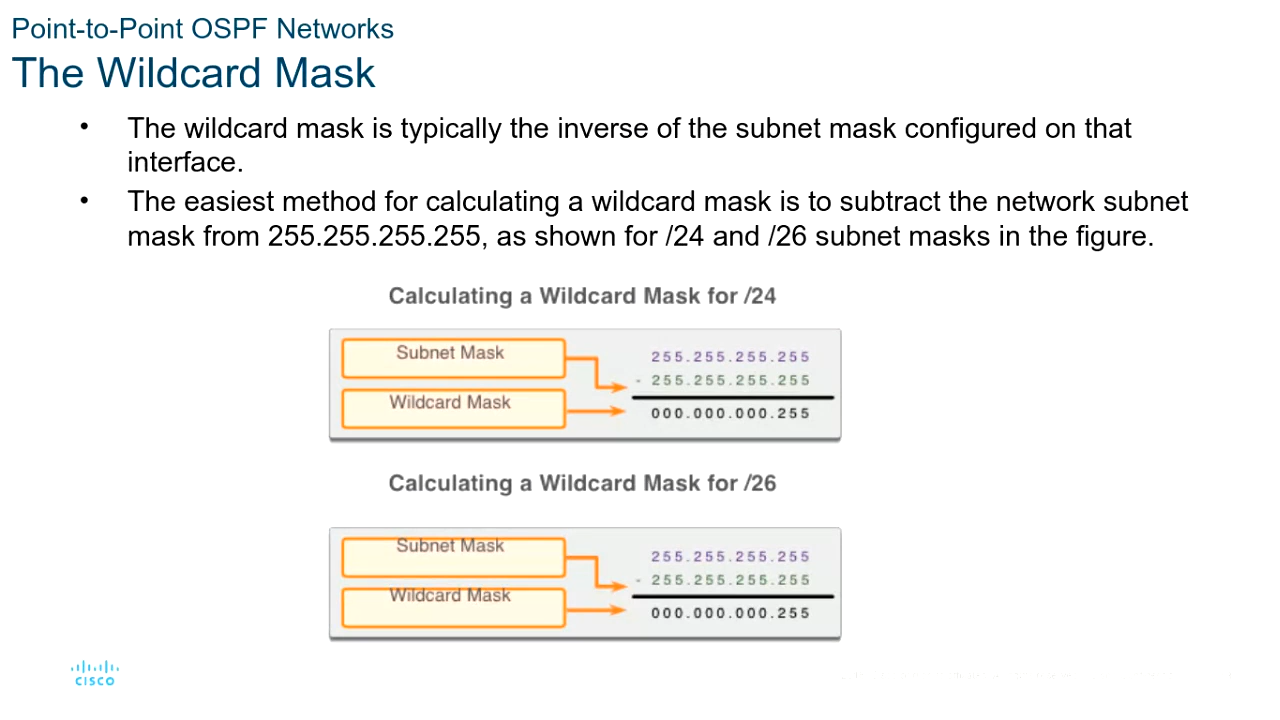 Point-to-Point OSPF Networks
The Wildcard Mask
• The wildcard mask is typically the inverse of the subnet mask configured on that
interface.
• The easiest method for calculating a wildcard mask is to subtract the network subnet
mask from 255.255.255.255, as shown for /24 and /26 subnet masks in the figure.
Calculating a Wildcard Mask for /24
Subnet Mask
255.255.255.255
- 255.255.255.255
Wildcard Mask
000.000.000.255
Calculating a Wildcard Mask for /26
Subnet Mask
255.255.255.255
- 255.255.255.255
Wildcard Mask
000.000.000.255
CISCO